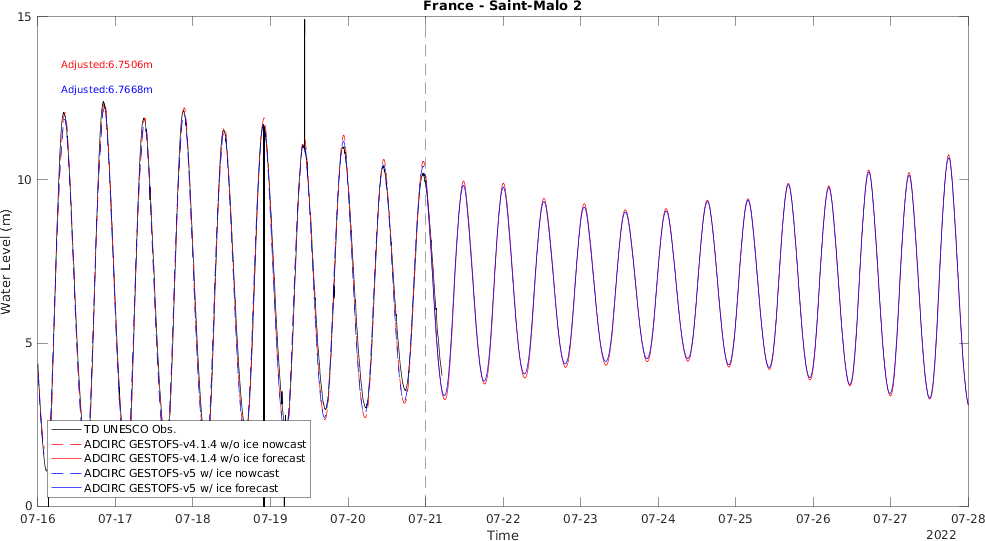 France - Saint-Malo 2
15
Adjusted:6.7506m
Adjusted:6.7668m
10
Water Level (m)
5
TD UNESCO Obs.
ADCIRC GESTOFS-v4.1.4 w/o ice nowcast
ADCIRC GESTOFS-v4.1.4 w/o ice forecast
ADCIRC GESTOFS-v5 w/ ice nowcast
ADCIRC GESTOFS-v5 w/ ice forecast
0
07-16 07-17 07-18 07-19 07-20 07-21 07-22 07-23 07-24 07-25 07-26 07-27 07-28
Time
2022